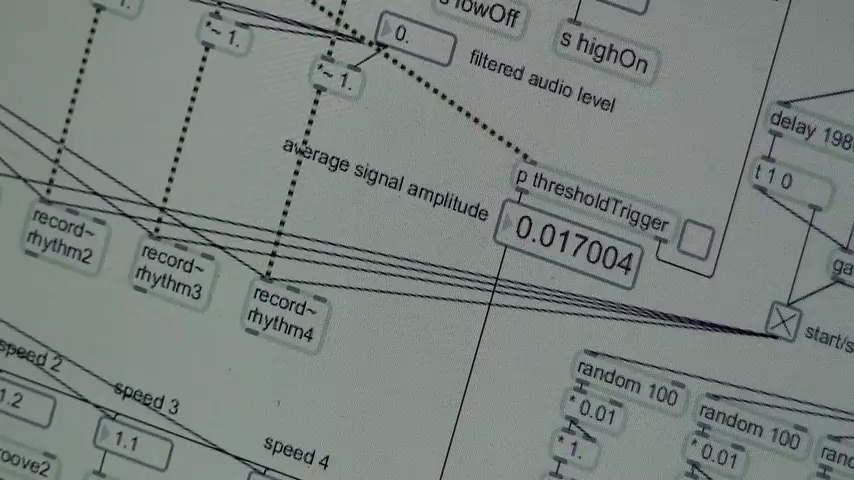 1.
*~ 1.
0.
s lowOff
s highOn
*~ 1.
filtered audio level
delay 198
average signal amplitude
p thresholdTrigger
t 1 0
0.017004
record~
rhythm2
record~
rhythm3
record~
rhythm4
ga
start/s
speed 2
speed 3
speed 4
1.2
1.1
random 100
random 100
* 0.01
* 0.01
* 1.
oove2